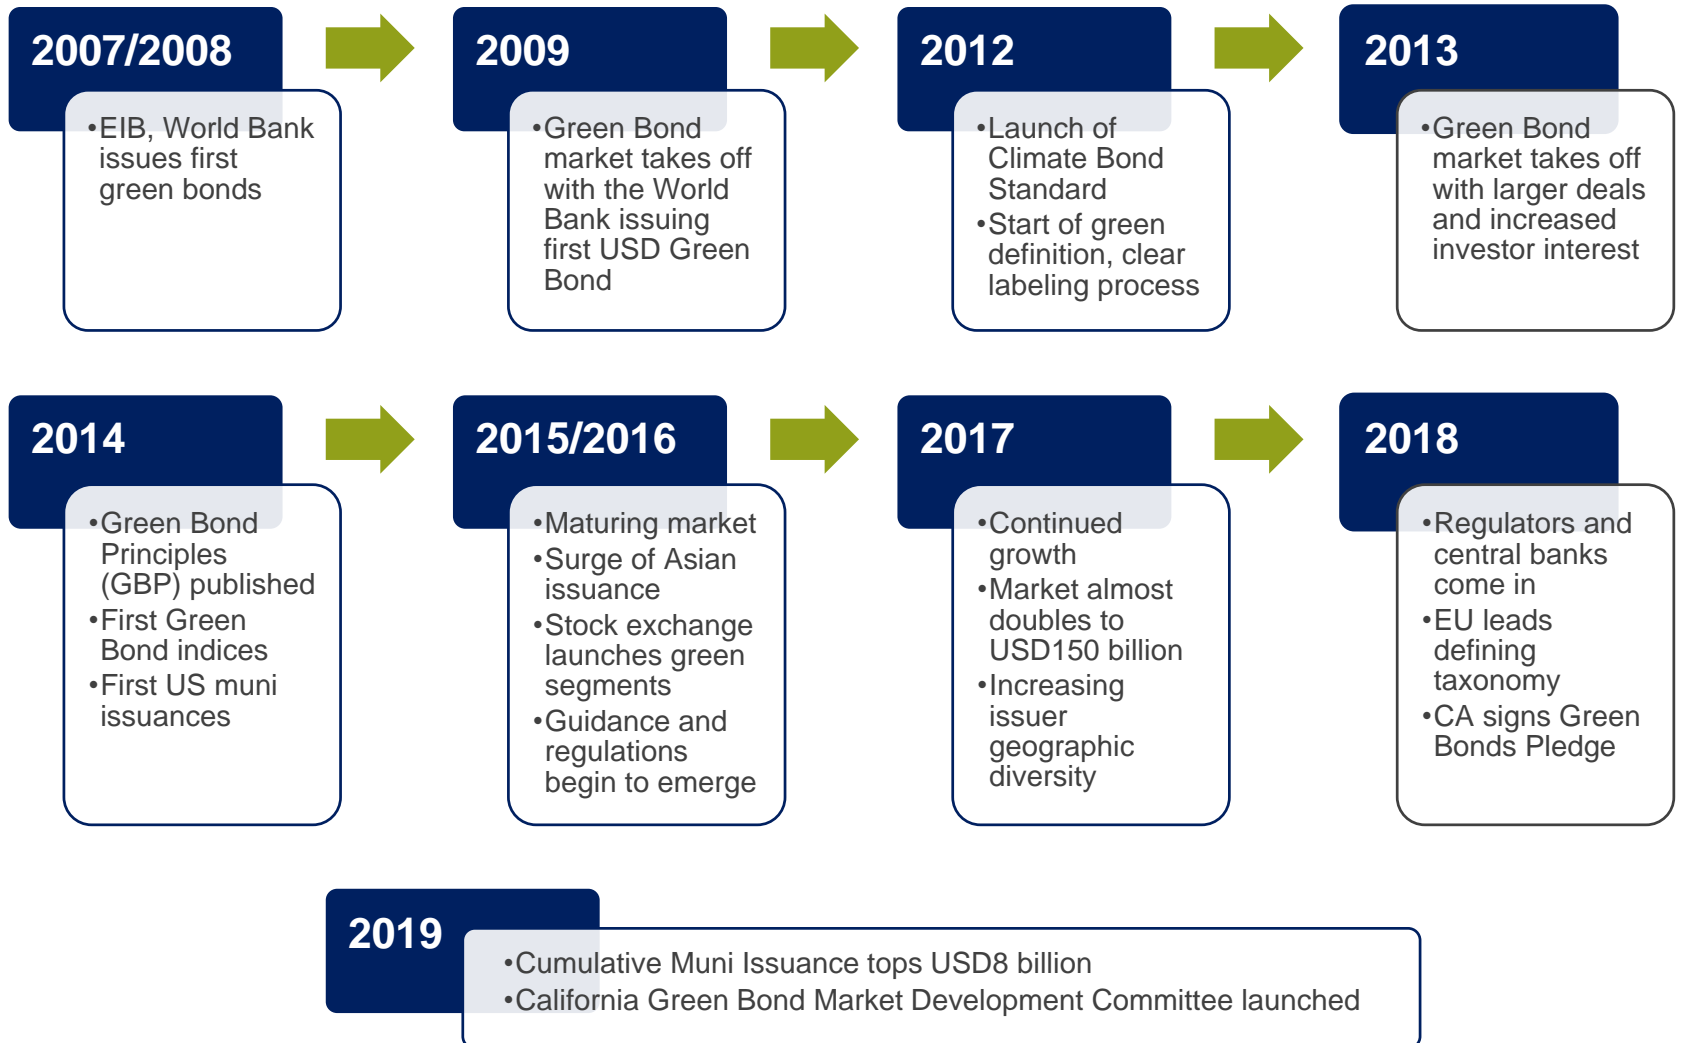 2007/2008
•EIB, World Bank
issues first
green bonds
2009
•Green Bond
market takes off
with the World
Bank issuing
first USD Green
Bond
2012
•Launch of
Climate Bond
Standard
•Start of green
definition, clear
labeling process
2013
•Green Bond
market takes off
with larger deals
and increased
investor interest
2014
•Green Bond
Principles
(GBP) published
•First Green
Bond indices
•First US muni
issuances
2015/2016
•Maturing market
•Surge of Asian
issuance
•Stock exchange
launches green
segments
•Guidance and
regulations
begin to emerge
2017
•Continued
growth
•Market almost
doubles to
USD150 billion
•Increasing
issuer
geographic
diversity
2018
•Regulators and
central banks
come in
•EU leads
defining
taxonomy
•CA signs Green
Bonds Pledge
2019
•Cumulative Muni Issuance tops USD8 billion
•California Green Bond Market Development Committee launched